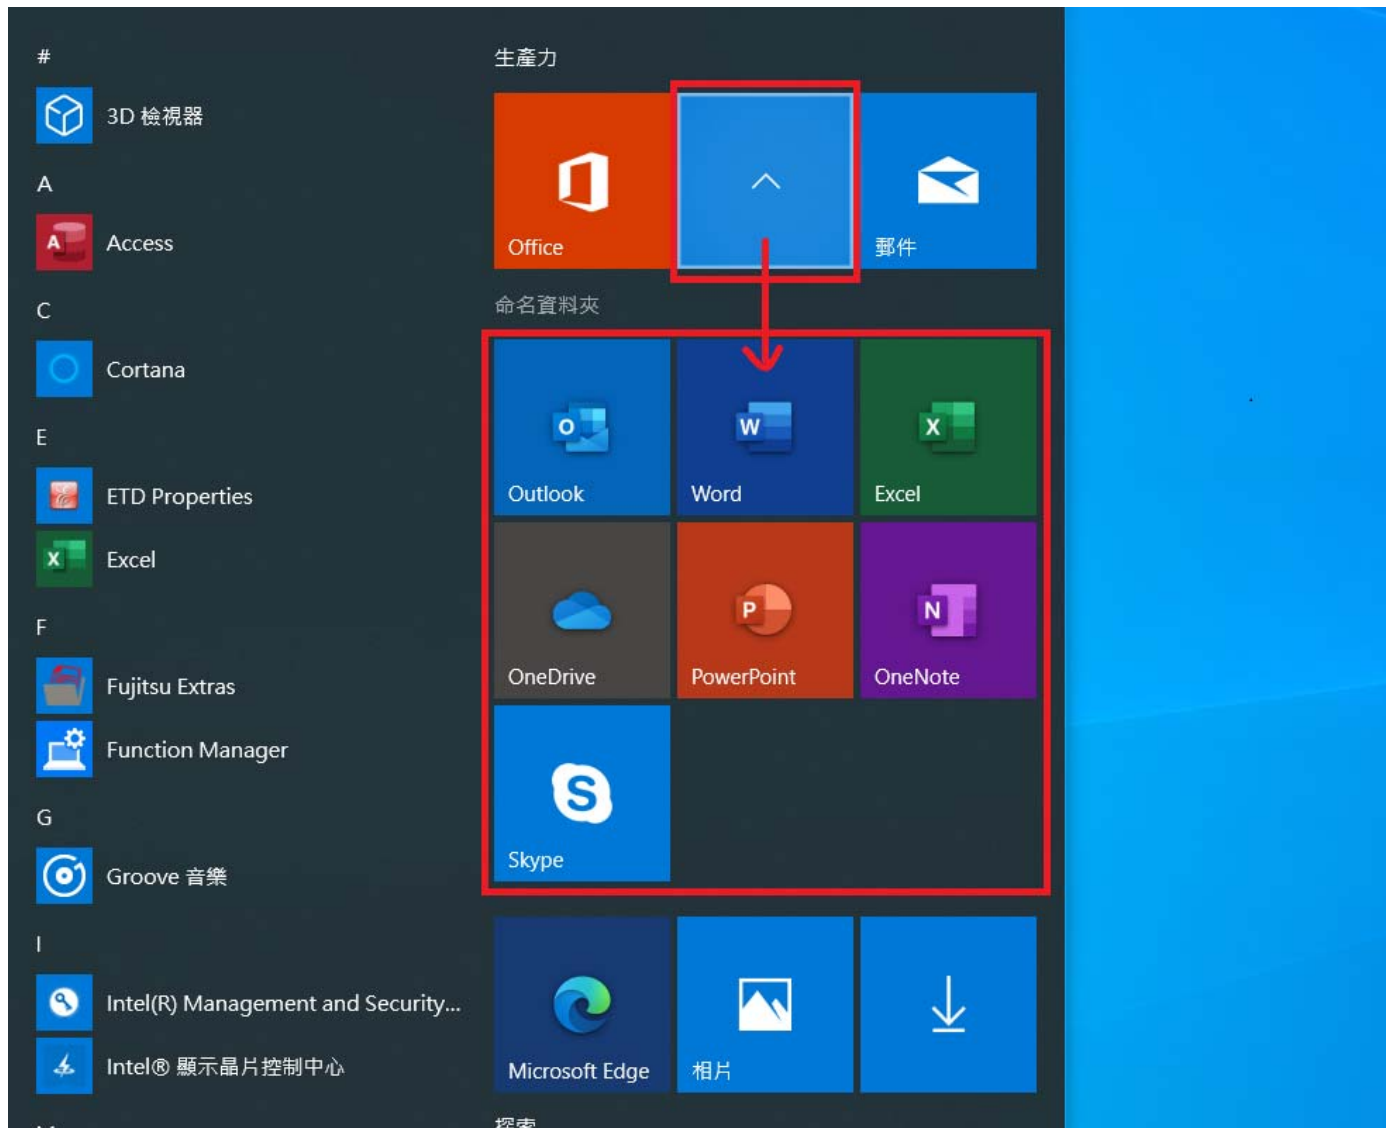 #
3D 檢視器
A
Access
C
Cortana
E
ETD Properties
Excel
F
Fujitsu Extras
Function Manager
G
Groove 音樂
I
Intel(R) Management and Security...
Intel® 顯示晶片控制中心
生產力
Office
郵件
命名資料夾
Outlook
Word
Excel
OneDrive
PowerPoint
OneNote
Skype
Microsoft Edge
相片
探索